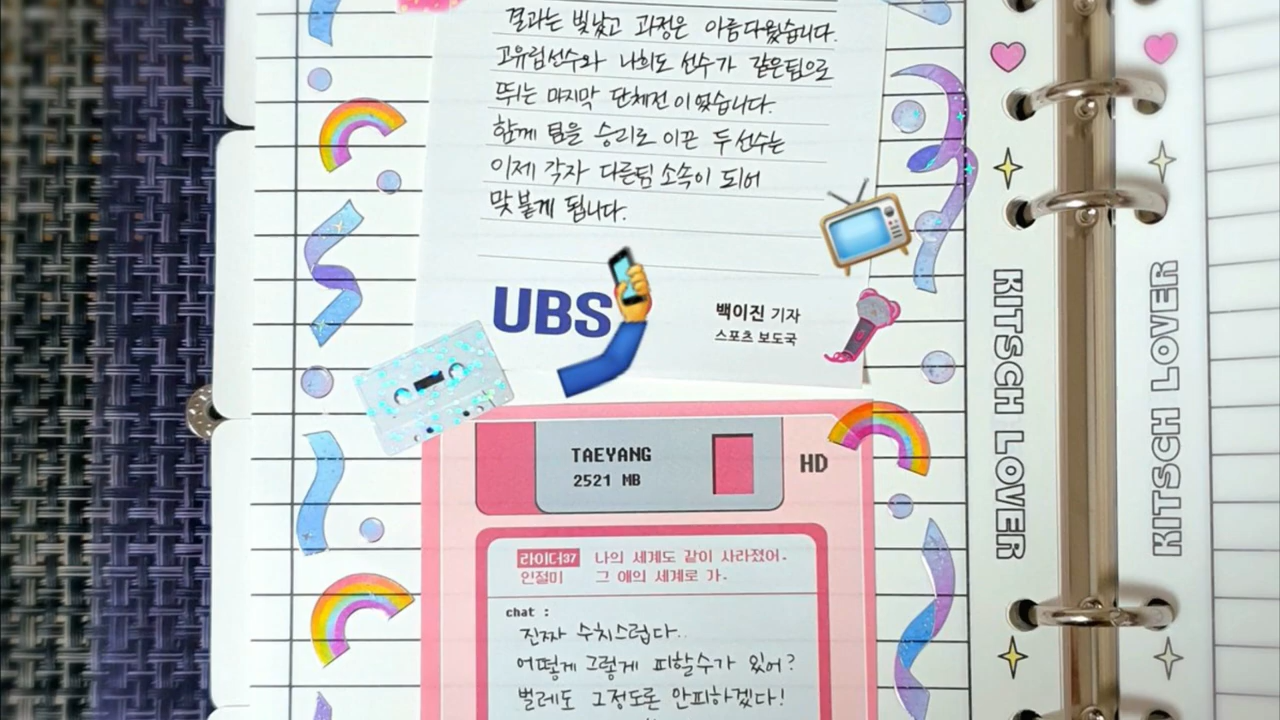 결과는 빛났고 과정은 아름다웠습니다.
고유림선수와 나희도 선수가 같은팀으로
뛰는 마지막 단체전 이였습니다.
함께 팀을 승리로 이끈 두 선수는
이제 각자 다른팀 소속이 되어
맞붙게 됩니다.
UBS
백이진 기자
스포츠 보도국
TAEYANG
2521 MB
HD
라이더37 나의 세계도 같이 사라졌어.
인절미 그 애의 세계로 가.
chat :
진짜 수치스럽다..
어떻게 그렇게 피할수가 있어?
벌레도 그정도론 안피하겠다!
KITSCH LOVER
KITSCH LOVER